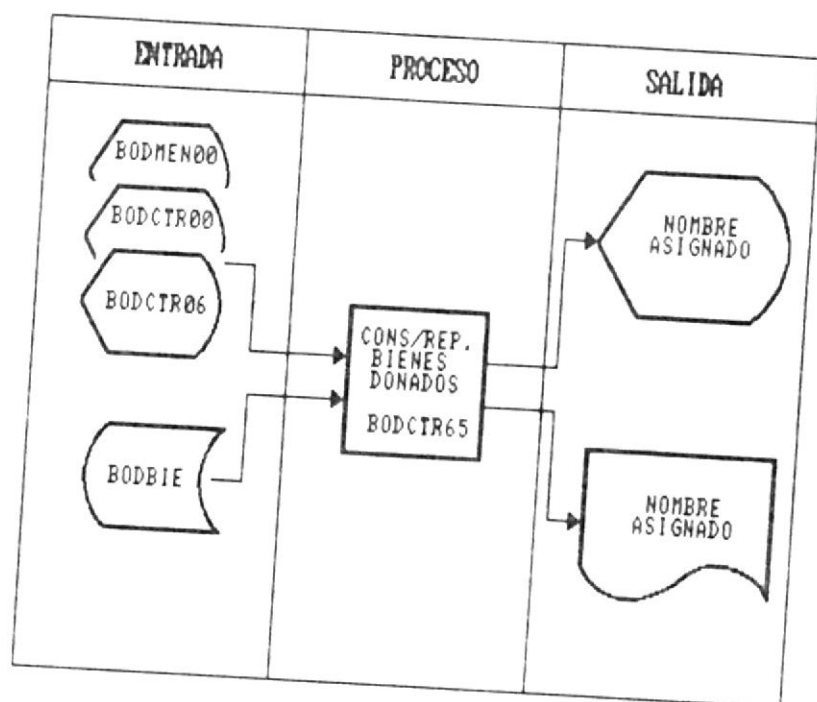 ENTRADA
PROCESO
SALIDA
BODMEN00
BODCTR00
BODCTR06
BODBIE
CONS/REP.
BIENES
DONADOS
BODCTR65
NOMBRE
ASIGNADO
NOMBRE
ASIGNADO